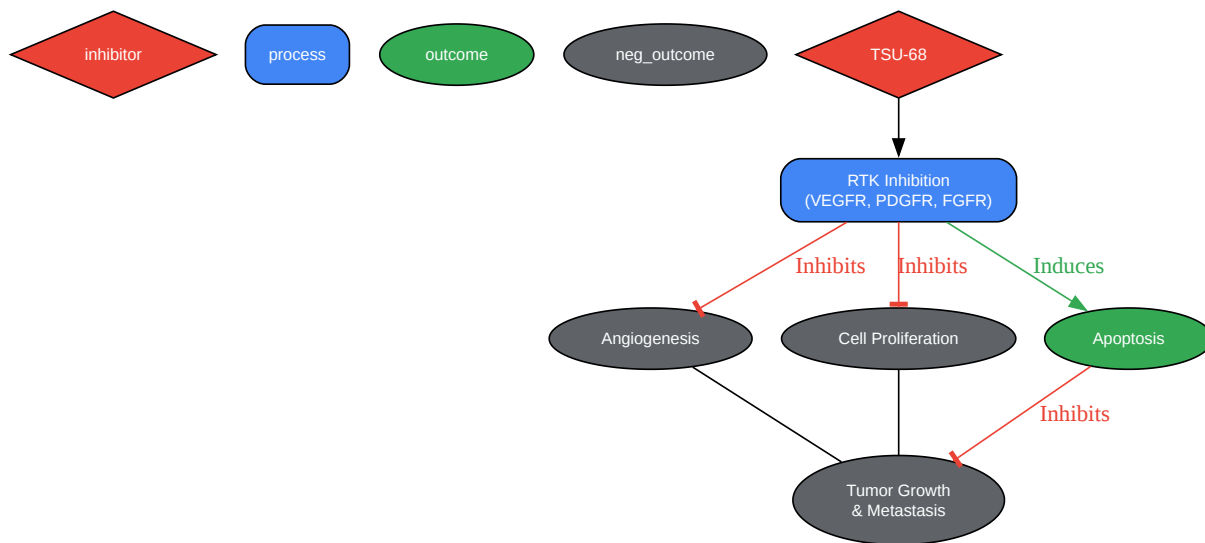 inhibitor
process
outcome
neg_outcome
TSU-68
RTK Inhibition
(VEGFR, PDGFR, FGFR)
Inhibits
Inhibits
Induces
Angiogenesis
Cell Proliferation
Apoptosis
Inhibits
Tumor Growth
& Metastasis